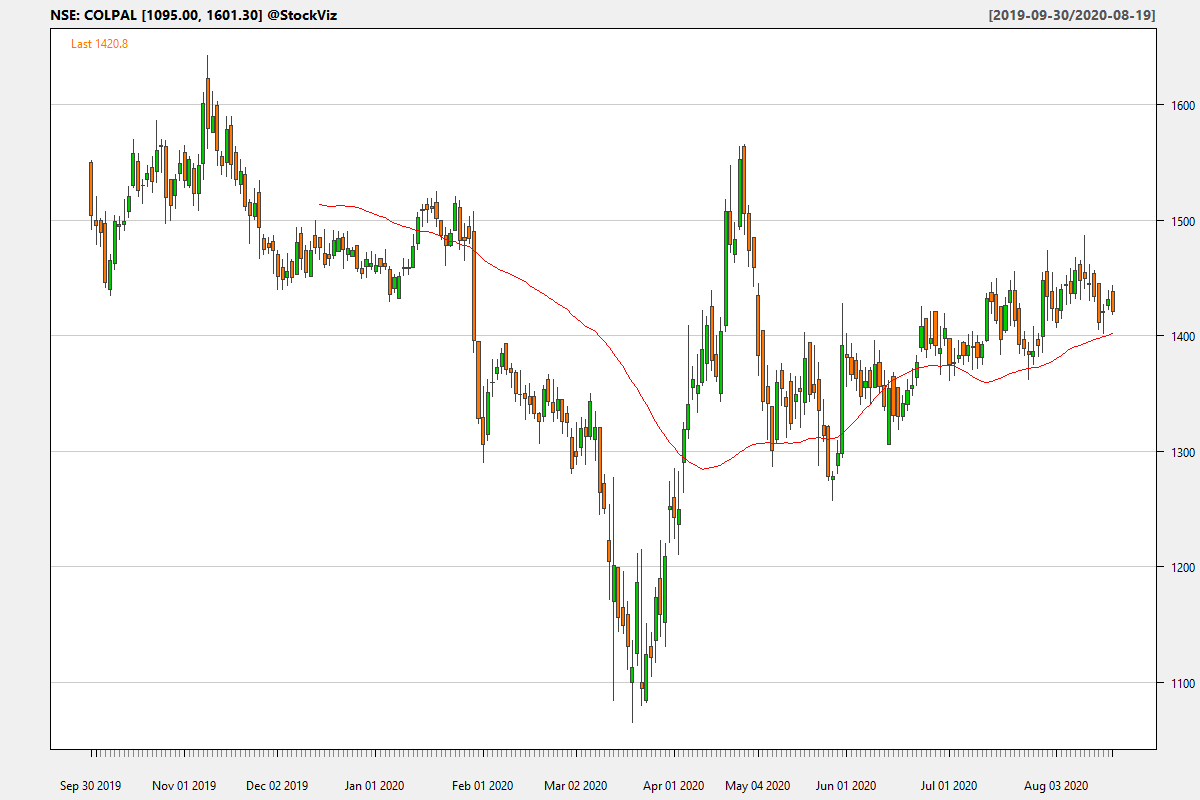 NSE: COLPAL [1095.00, 1601.30] @StockViz
[2019-09-30/2020-08-19]
Last 1420.8
1600
1500
1400
1300
1200
1100
Sep 30 2019
Nov 01 2019
Dec 02 2019
Jan 01 2020
Feb 01 2020
Mar 02 2020
Apr 01 2020
May 04 2020
Jun 01 2020
Jul 01 2020
Aug 03 2020